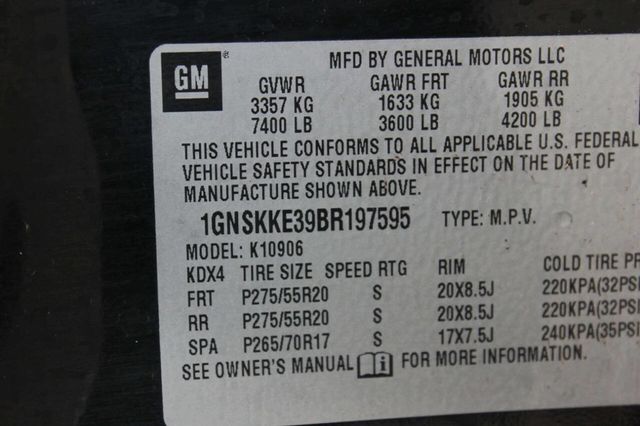 GM
MFD BY GENERAL MOTORS LLC
GVWR GAWR FRT GAWR RR
3357 KG 1633 KG 1905 KG
7400 LB 3600 LB 4200 LB
THIS VEHICLE CONFORMS TO ALL APPLICABLE U.S. FEDERAL
VEHICLE SAFETY STANDARDS IN EFFECT ON THE DATE OF
MANUFACTURE SHOWN ABOVE.
1GNSKKE39BR197595 TYPE: M.P.V.
MODEL: K10906
KDX4 TIRE SIZE SPEED RTG RIM COLD TIRE PR
FRT P275/55R20 S 20X8.5J 220KPA(32PSI
RR P275/55R20 S 20X8.5J 220KPA(32PSI
SPA P265/70R17 S 17X7.5J 240KPA(35PSI
SEE OWNER'S MANUAL i FOR MORE INFORMATION.